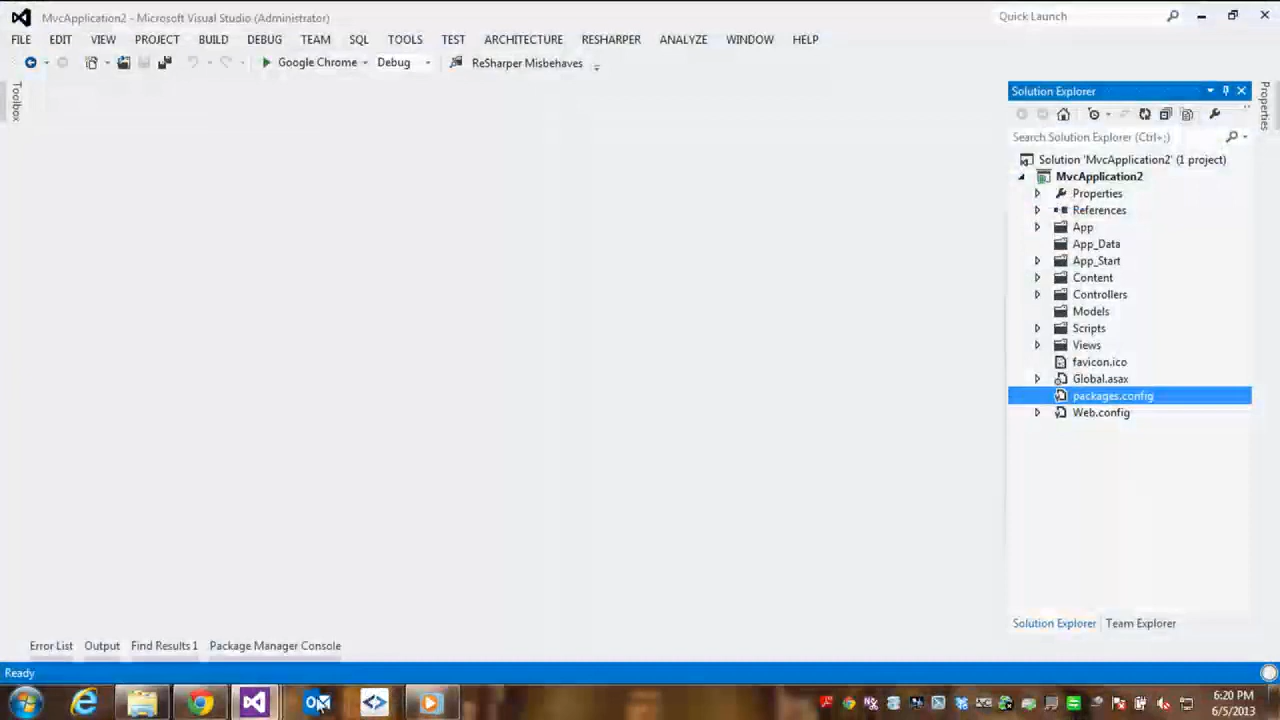 MvcApplication2 - Microsoft Visual Studio (Administrator)
Quick Launch
FILE EDIT VIEW PROJECT BUILD DEBUG TEAM SQL TOOLS TEST ARCHITECTURE RESHARPER ANALYZE WINDOW HELP
Google Chrome Debug ReSharper Misbehaves
Toolbox
Solution Explorer
Properties
Search Solution Explorer (Ctrl+;)
Solution 'MvcApplication2' (1 project)
MvcApplication2
Properties
References
App
App_Data
App_Start
Content
Controllers
Models
Scripts
Views
favicon.ico
Global.asax
packages.config
Web.config
Solution Explorer Team Explorer
Error List Output Find Results 1 Package Manager Console
Ready
6:20 PM
6/5/2013